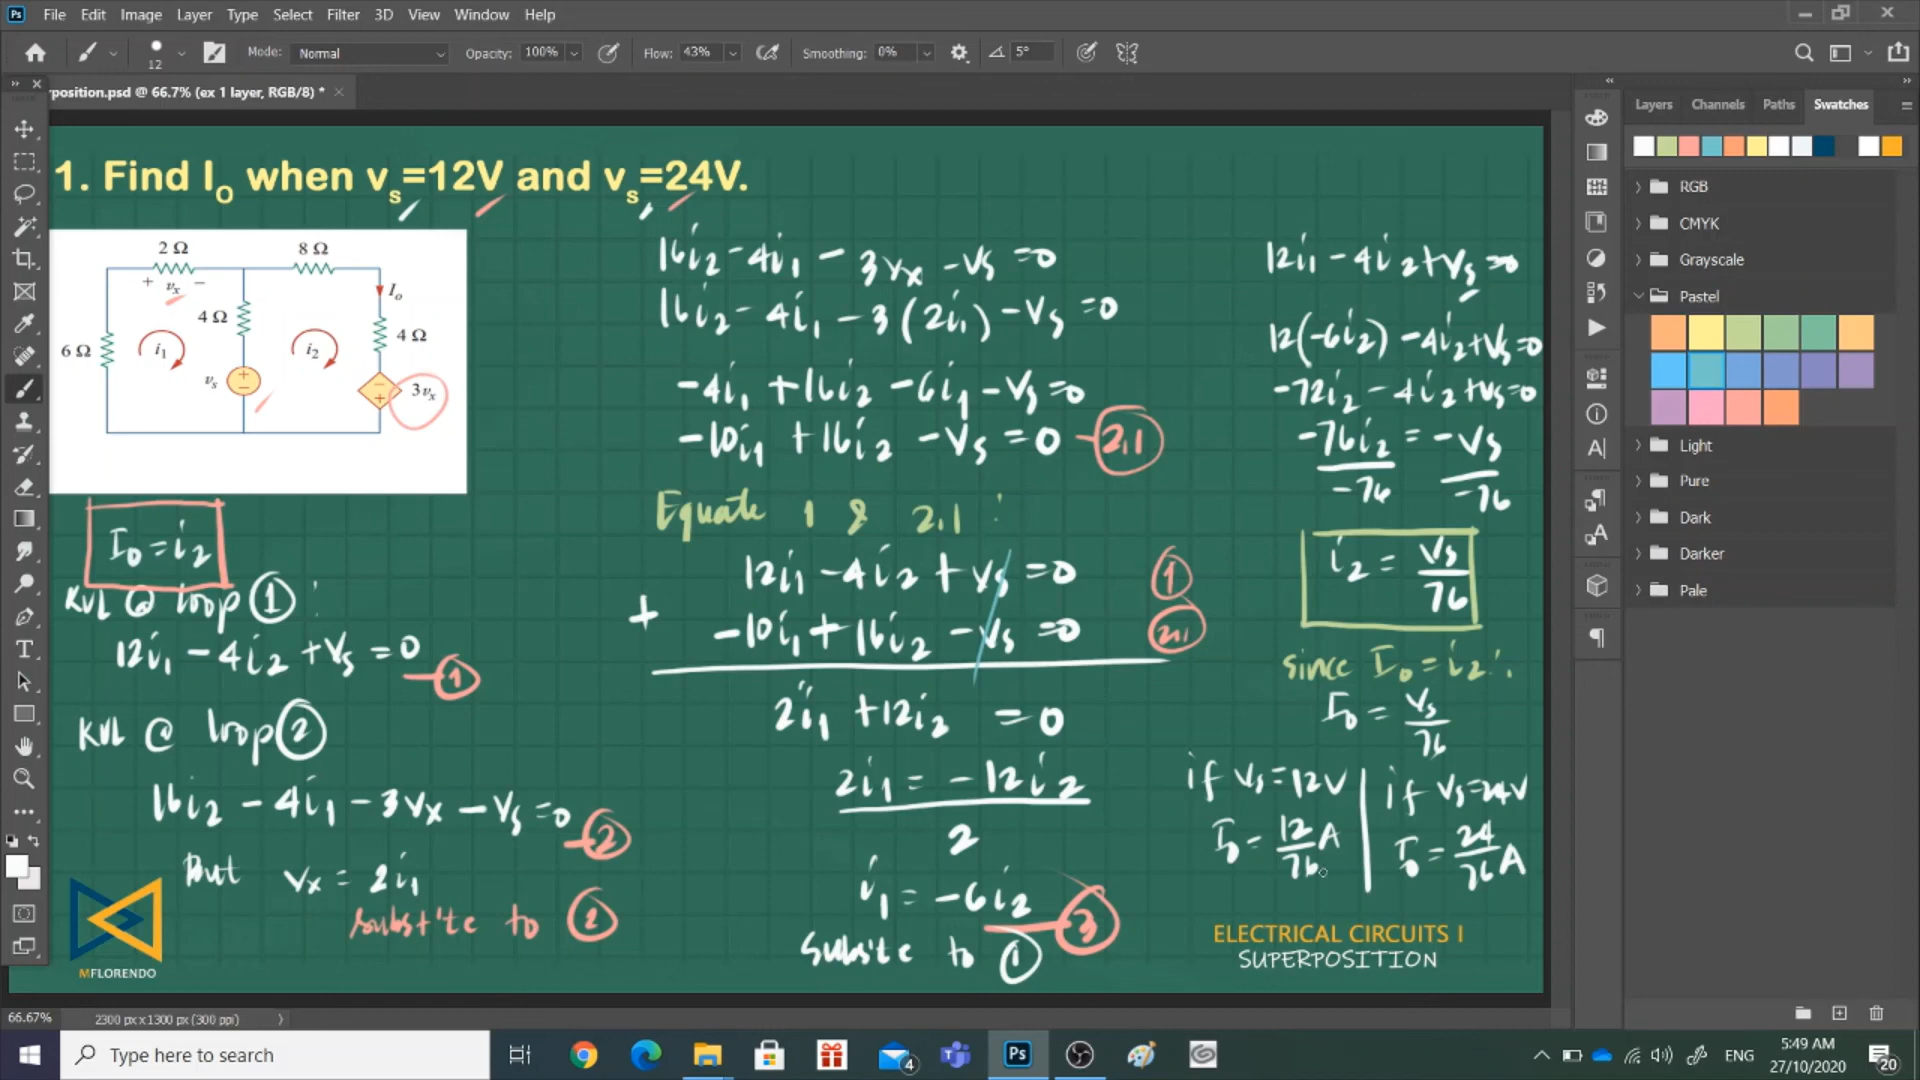 Ps File Edit Image Layer Type Select Filter 3D View Window Help
12 Mode: Normal Opacity: 100% Flow: 43% Smoothing: 0% 5°
position.psd @ 66.7% (ex 1 layer, RGB/8) *
1. Find Io when vs=12V and vs=24V.
2 Ω 8 Ω
+ vx −
Io
4 Ω
6 Ω i1 i2 4 Ω
vs + − − + 3vx
Io = i2
KVL @ loop 1 :
12i1 - 4i2 + Vs = 0 1
KVL @ loop 2
16i2 - 4i1 - 3Vx - Vs = 0 2
But Vx = 2i1
subst'te to 2
MFLORENDO
16i2 - 4i1 - 3Vx - Vs = 0
16i2 - 4i1 - 3(2i1) - Vs = 0
-4i1 + 16i2 - 6i1 - Vs = 0
-10i1 + 16i2 - Vs = 0 - 2.1
Equate 1 & 2.1 :
12i1 - 4i2 + Vs = 0 1
+ -10i1 + 16i2 - Vs = 0 2.1
2i1 + 12i2 = 0
2i1 = -12i2
2
i1 = -6i2 3
Subs'te to 1
12i1 - 4i2 + Vs = 0
12(-6i2) - 4i2 + Vs = 0
-72i2 - 4i2 + Vs = 0
-76i2 = -Vs
-76 -76
i2 = Vs/76
since Io = i2 :
Io = Vs/76
if Vs = 12V if Vs = 24V
Io = 12/76 A Io = 24/76 A
ELECTRICAL CIRCUITS I
SUPERPOSITION
Layers Channels Paths Swatches
RGB
CMYK
Grayscale
Pastel
Light
Pure
Dark
Darker
Pale
66.67% 2300 px x 1300 px (300 ppi)
Type here to search
4
Ps
ENG
5:49 AM
27/10/2020
20